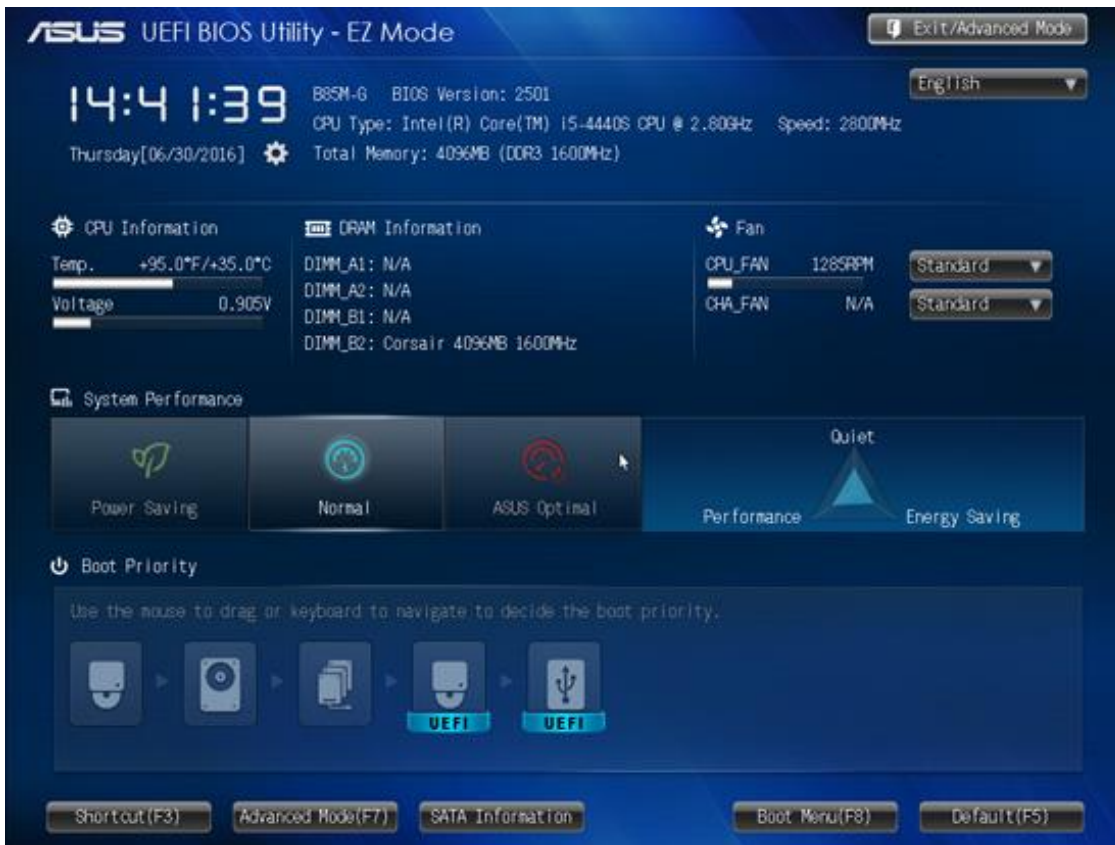 ASUS UEFI BIOS Utility - EZ Mode
Exit/Advanced Mode
English
14:41:39
Thursday[06/30/2016]
B85M-G BIOS Version: 2501
CPU Type: Intel(R) Core(TM) i5-4440S CPU @ 2.80GHz Speed: 2800MHz
Total Memory: 4096MB (DDR3 1600MHz)
CPU Information
Temp. +95.0°F/+35.0°C
Voltage 0.905V
DRAM Information
DIMM_A1: N/A
DIMM_A2: N/A
DIMM_B1: N/A
DIMM_B2: Corsair 4096MB 1600MHz
Fan
CPU_FAN 1285RPM Standard
CHA_FAN N/A Standard
System Performance
Power Saving
Normal
ASUS Optimal
Quiet
Performance
Energy Saving
Boot Priority
Use the mouse to drag or keyboard to navigate to decide the boot priority.
UEFI
UEFI
Shortcut(F3)
Advanced Mode(F7)
SATA Information
Boot Menu(F8)
Default(F5)